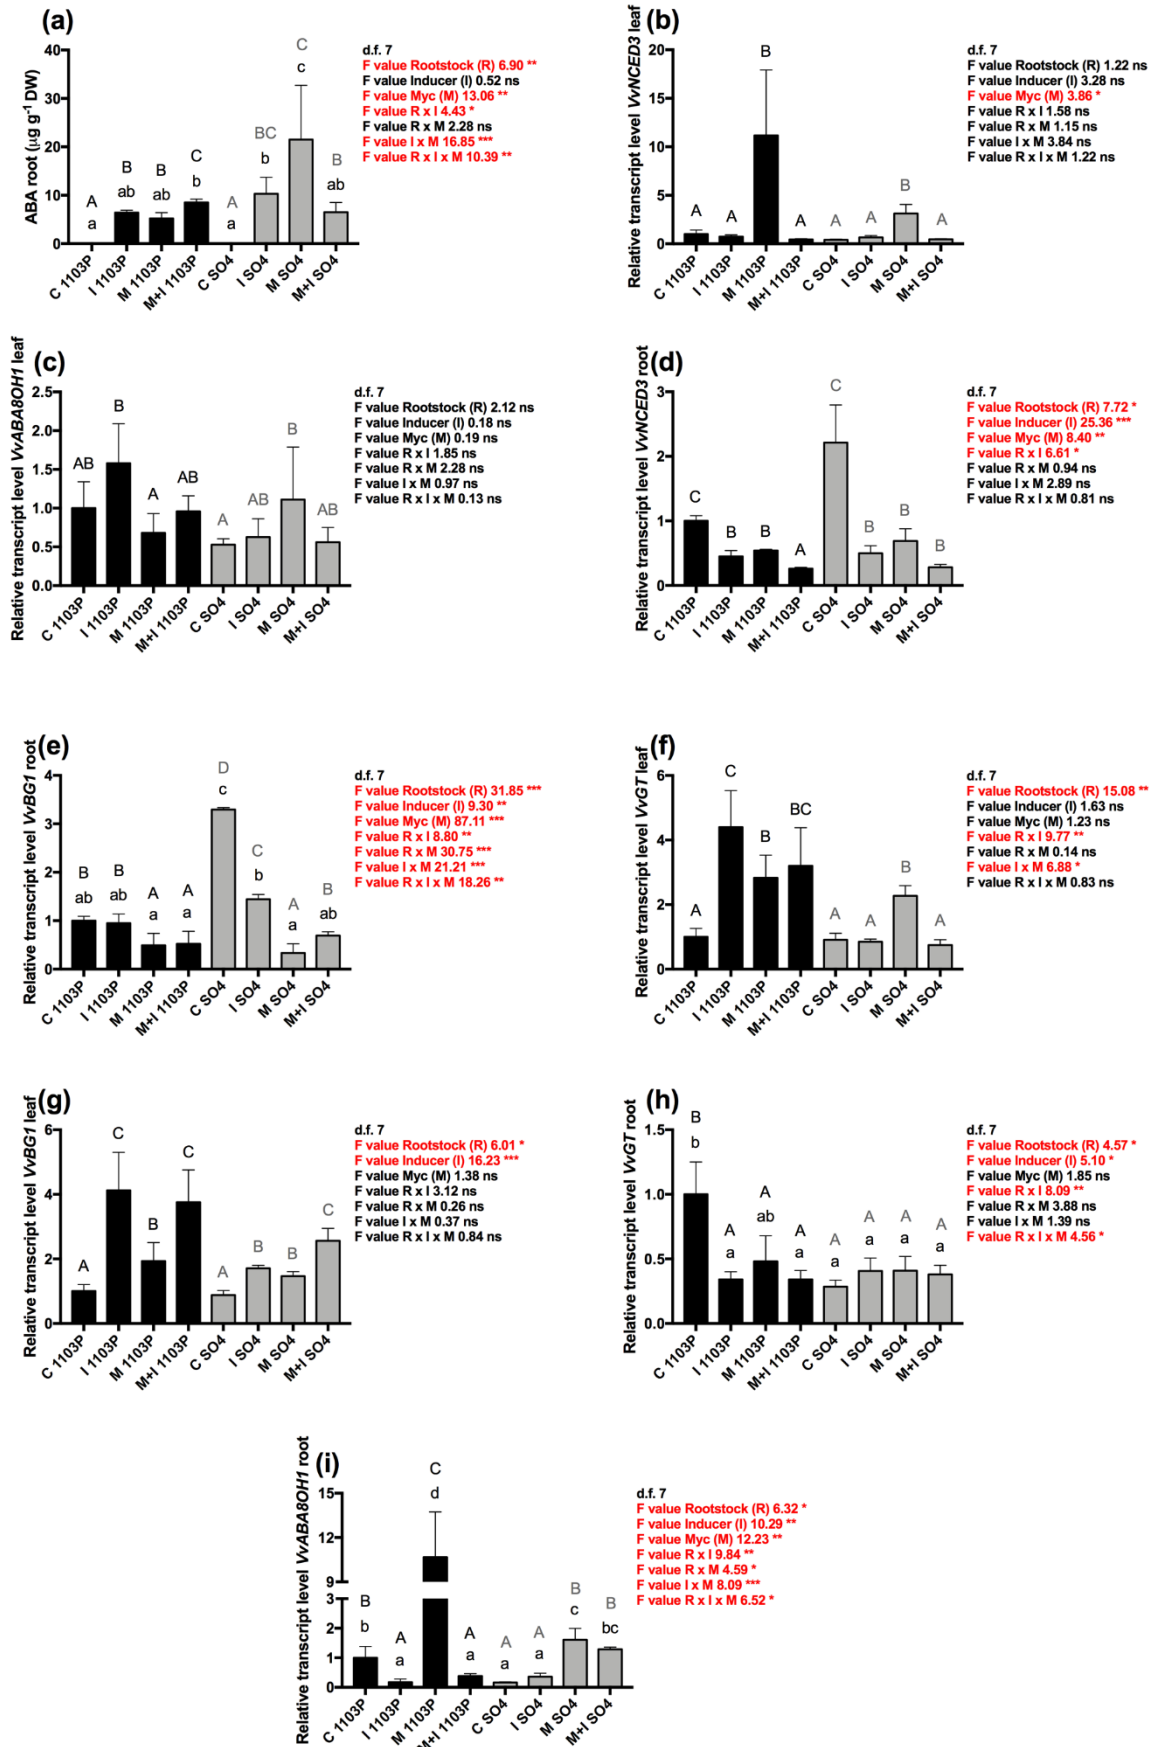 (a)
ABA root (µg g-1 DW)
40
30
20
10
0
A
a
B
ab
B
ab
C
b
A
a
BC
b
C
c
B
ab
C 1103P
I 1103P
M 1103P
M+I 1103P
C SO4
I SO4
M SO4
M+I SO4
d.f. 7
F value Rootstock (R) 6.90 **
F value Inducer (I) 0.52 ns
F value Myc (M) 13.06 **
F value R x I 4.43 *
F value R x M 2.28 ns
F value I x M 16.85 ***
F value R x I x M 10.39 **
(b)
Relative transcript level VvNCED3 leaf
20
15
10
5
0
A
A
B
A
A
A
B
A
C 1103P
I 1103P
M 1103P
M+I 1103P
C SO4
I SO4
M SO4
M+I SO4
d.f. 7
F value Rootstock (R) 1.22 ns
F value Inducer (I) 3.28 ns
F value Myc (M) 3.86 *
F value R x I 1.58 ns
F value R x M 1.15 ns
F value I x M 3.84 ns
F value R x I x M 1.22 ns
(c)
Relative transcript level VvABA8OH1 leaf
2.5
2.0
1.5
1.0
0.5
0.0
AB
B
A
AB
A
AB
B
AB
C 1103P
I 1103P
M 1103P
M+I 1103P
C SO4
I SO4
M SO4
M+I SO4
d.f. 7
F value Rootstock (R) 2.12 ns
F value Inducer (I) 0.18 ns
F value Myc (M) 0.19 ns
F value R x I 1.85 ns
F value R x M 2.28 ns
F value I x M 0.97 ns
F value R x I x M 0.13 ns
(d)
Relative transcript level VvNCED3 root
3
2
1
0
C
B
B
A
C
B
B
B
C 1103P
I 1103P
M 1103P
M+I 1103P
C SO4
I SO4
M SO4
M+I SO4
d.f. 7
F value Rootstock (R) 7.72 *
F value Inducer (I) 25.36 ***
F value Myc (M) 8.40 **
F value R x I 6.61 *
F value R x M 0.94 ns
F value I x M 2.89 ns
F value R x I x M 0.81 ns
(e)
Relative transcript level VvBG1 root
4
3
2
1
0
B
ab
B
ab
A
a
A
a
D
c
C
b
A
a
B
ab
C 1103P
I 1103P
M 1103P
M+I 1103P
C SO4
I SO4
M SO4
M+I SO4
d.f. 7
F value Rootstock (R) 31.85 ***
F value Inducer (I) 9.30 **
F value Myc (M) 87.11 ***
F value R x I 8.80 **
F value R x M 30.75 ***
F value I x M 21.21 ***
F value R x I x M 18.26 **
(f)
Relative transcript level VvGT leaf
6
4
2
0
A
C
B
BC
A
A
B
A
C 1103P
I 1103P
M 1103P
M+I 1103P
C SO4
I SO4
M SO4
M+I SO4
d.f. 7
F value Rootstock (R) 15.08 **
F value Inducer (I) 1.63 ns
F value Myc (M) 1.23 ns
F value R x I 9.77 **
F value R x M 0.14 ns
F value I x M 6.88 *
F value R x I x M 0.83 ns
(g)
Relative transcript level VvBG1 leaf
6
4
2
0
A
C
B
C
A
B
B
C
C 1103P
I 1103P
M 1103P
M+I 1103P
C SO4
I SO4
M SO4
M+I SO4
d.f. 7
F value Rootstock (R) 6.01 *
F value Inducer (I) 16.23 ***
F value Myc (M) 1.38 ns
F value R x I 3.12 ns
F value R x M 0.26 ns
F value I x M 0.37 ns
F value R x I x M 0.84 ns
(h)
Relative transcript level VvGT root
1.5
1.0
0.5
0.0
B
b
A
a
A
ab
A
a
A
a
A
a
A
a
A
a
C 1103P
I 1103P
M 1103P
M+I 1103P
C SO4
I SO4
M SO4
M+I SO4
d.f. 7
F value Rootstock (R) 4.57 *
F value Inducer (I) 5.10 *
F value Myc (M) 1.85 ns
F value R x I 8.09 **
F value R x M 3.88 ns
F value I x M 1.39 ns
F value R x I x M 4.56 *
(i)
Relative transcript level VvABA8OH1 root
15
12
9
3
2
1
0
B
b
A
a
C
d
A
a
A
a
A
a
B
c
B
bc
C 1103P
I 1103P
M 1103P
M+I 1103P
C SO4
I SO4
M SO4
M+I SO4
d.f. 7
F value Rootstock (R) 6.32 *
F value Inducer (I) 10.29 **
F value Myc (M) 12.23 **
F value R x I 9.84 **
F value R x M 4.59 *
F value I x M 8.09 ***
F value R x I x M 6.52 *